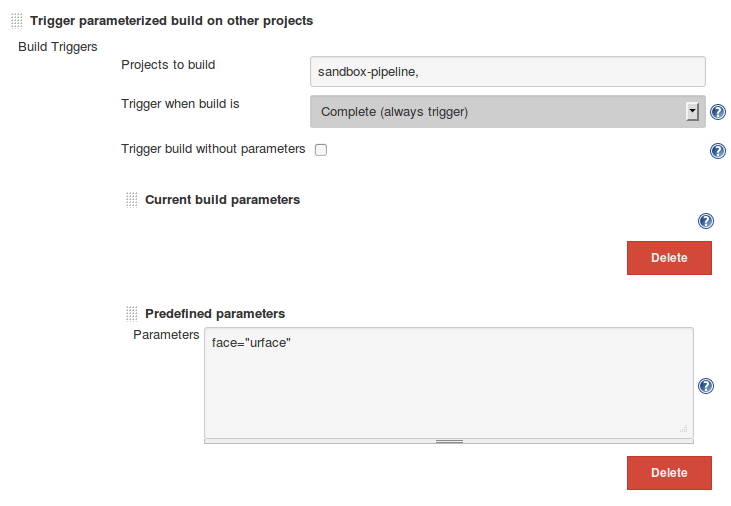 Trigger parameterized build on other projects
Build Triggers
Projects to build
sandbox-pipeline,
Trigger when build is
Complete (always trigger)
Trigger build without parameters
Current build parameters
Delete
Predefined parameters
Parameters
face="urface"
Delete